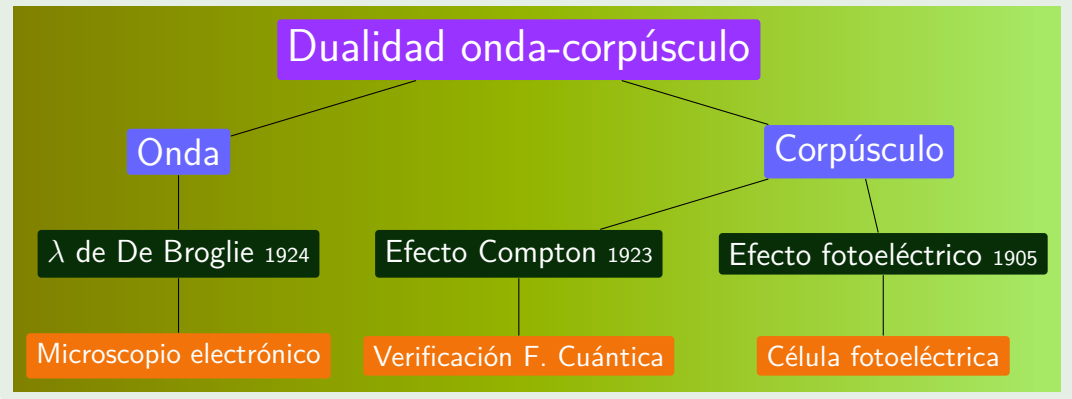 Dualidad onda-corpúsculo
Onda
Corpúsculo
λ de De Broglie 1924
Efecto Compton 1923
Efecto fotoeléctrico 1905
Microscopio electrónico
Verificación F. Cuántica
Célula fotoeléctrica